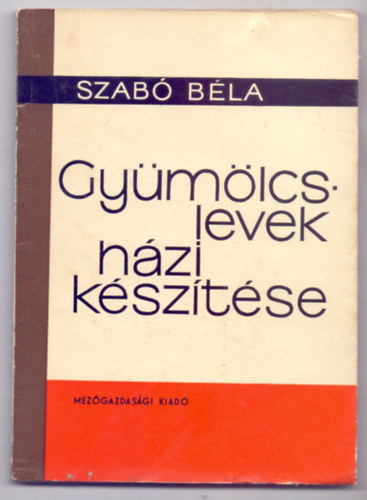 SZABÓ BÉLA
Gyümölcs-
levek
házi
készítése
MEZŐGAZDASÁGI KIADÓ